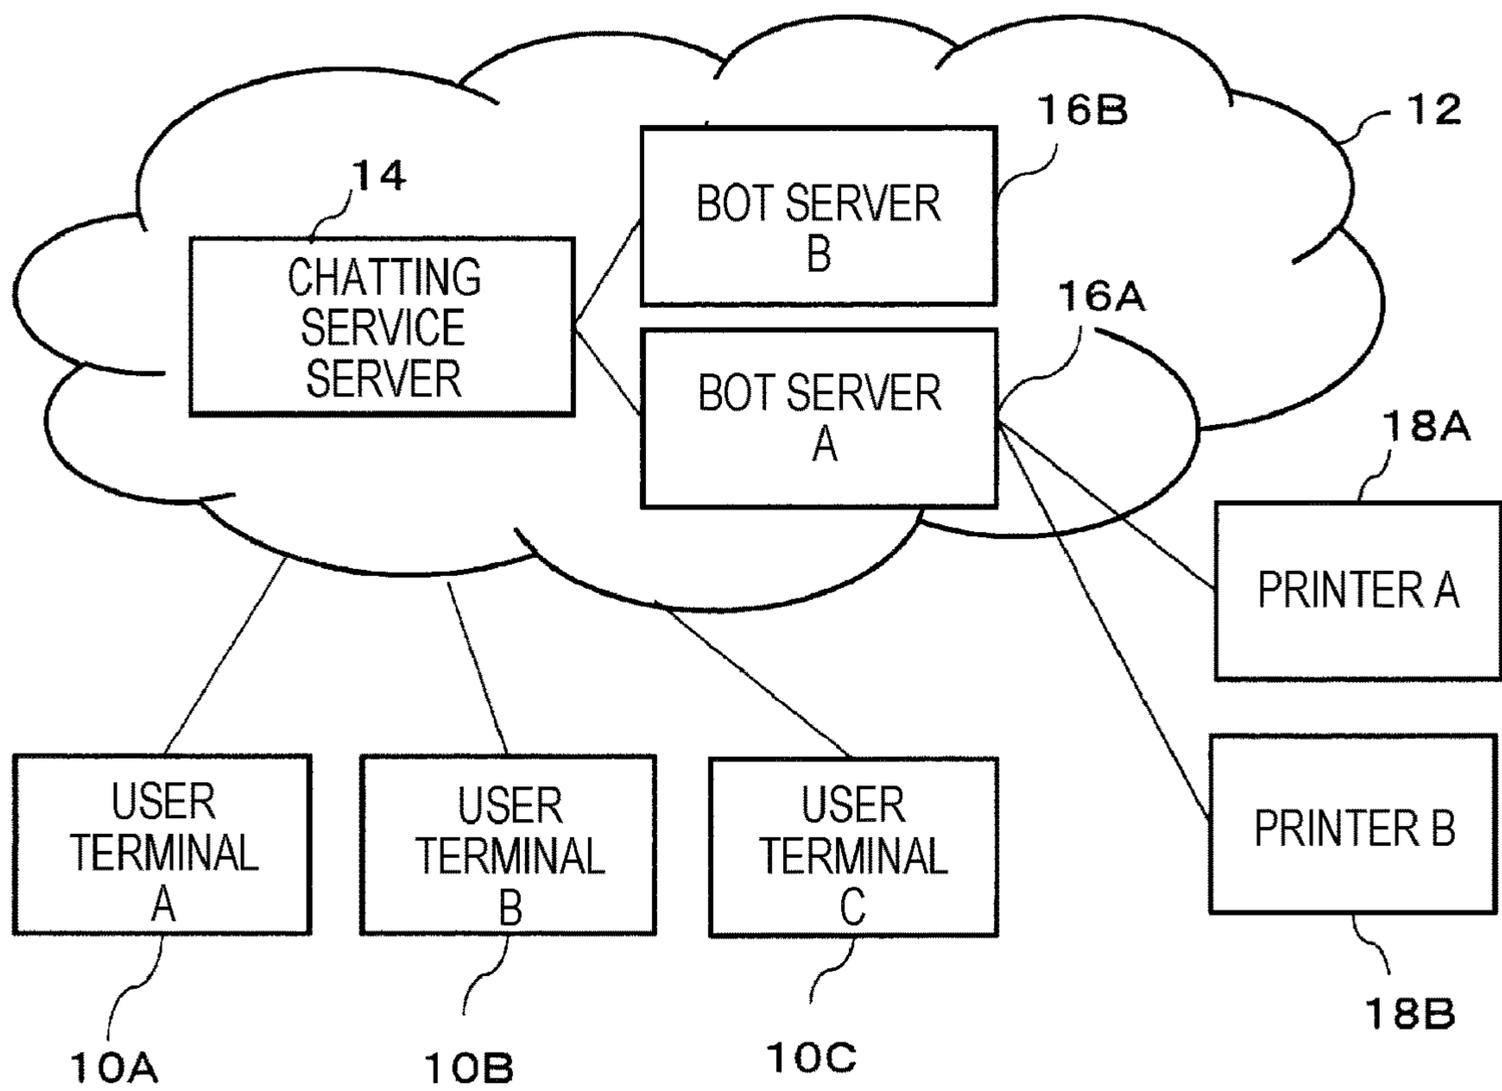 16B
12
14
BOT SERVER
B
CHATTING
SERVICE
SERVER
16A
BOT SERVER
A
18A
PRINTER A
USER
TERMINAL
A
USER
TERMINAL
B
USER
TERMINAL
C
PRINTER B
10A
10B
10C
18B